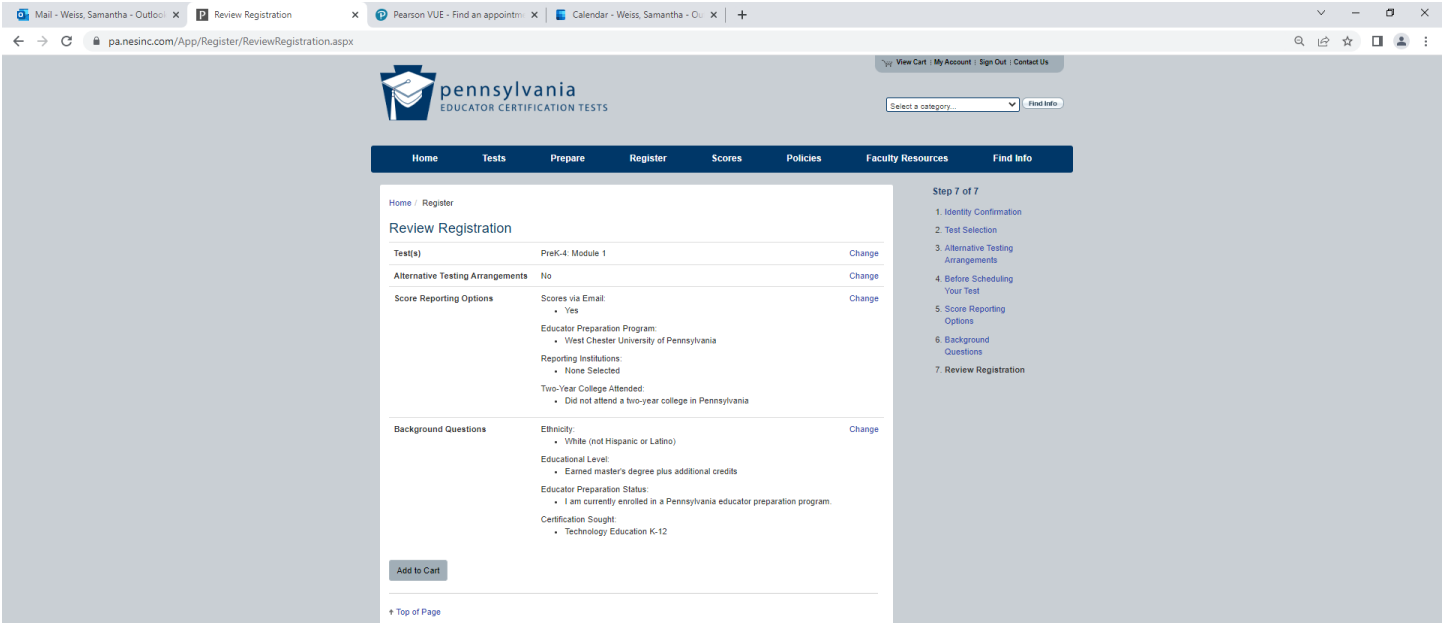 Mail - Weiss, Samantha - Outlool
Review Registration
Pearson VUE - Find an appointme
Calendar - Weiss, Samantha - Ou
pa.nesinc.com/App/Register/ReviewRegistration.aspx
View Cart | My Account | Sign Out | Contact Us
pennsylvania
EDUCATOR CERTIFICATION TESTS
Select a category... Find Info
Home Tests Prepare Register Scores Policies Faculty Resources Find Info
Home / Register
Review Registration
Test(s) PreK-4: Module 1 Change
Alternative Testing Arrangements No Change
Score Reporting Options Scores via Email: Change
• Yes
Educator Preparation Program:
• West Chester University of Pennsylvania
Reporting Institutions:
• None Selected
Two-Year College Attended:
• Did not attend a two-year college in Pennsylvania
Background Questions Ethnicity: Change
• White (not Hispanic or Latino)
Educational Level:
• Earned master's degree plus additional credits
Educator Preparation Status:
• I am currently enrolled in a Pennsylvania educator preparation program.
Certification Sought:
• Technology Education K-12
Add to Cart
↑ Top of Page
Step 7 of 7
1. Identity Confirmation
2. Test Selection
3. Alternative Testing
Arrangements
4. Before Scheduling
Your Test
5. Score Reporting
Options
6. Background
Questions
7. Review Registration